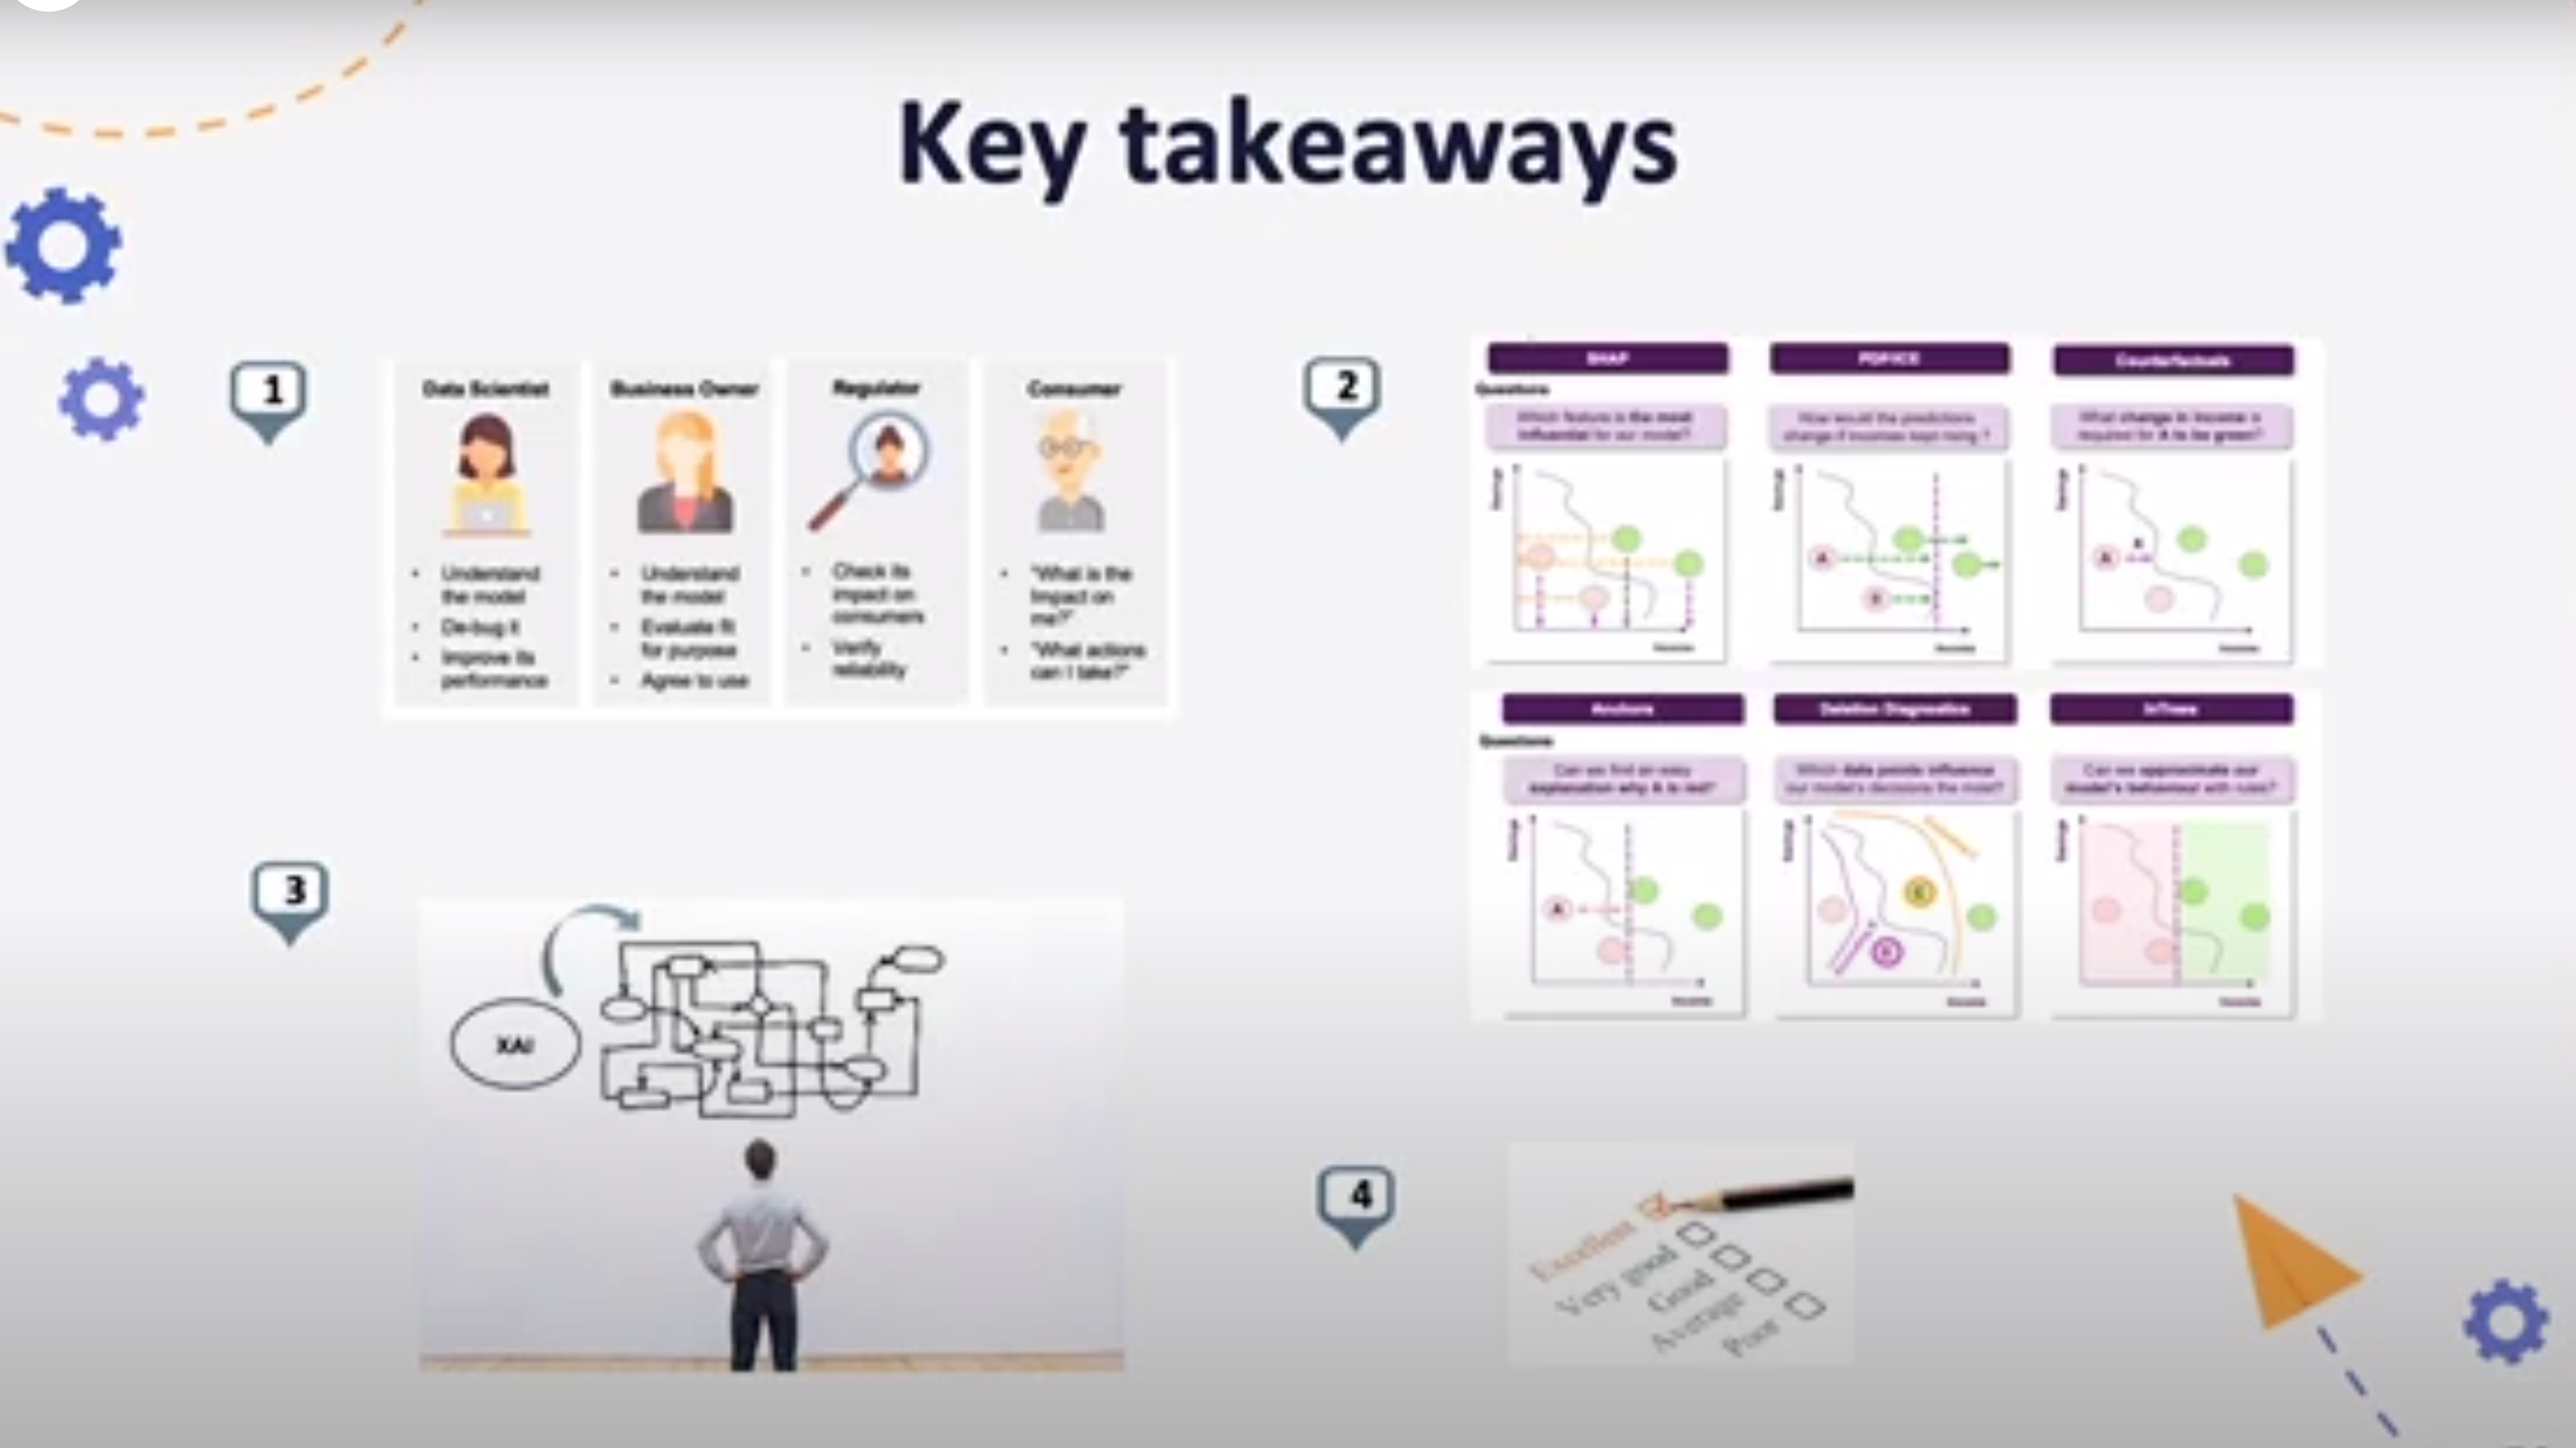 Key takeaways
1
Data Scientist
• Understand
the model
• De-bug it
• Improve its
performance
Business Owner
• Understand
the model
• Evaluate fit
for purpose
• Agree to use
Regulator
• Check its
impact on
consumers
• Verify
reliability
Consumer
• "What is the
impact on
me?"
• "What actions
can I take?"
2
SHAP
PDP/ICE
Counterfactuals
Questions
Which feature is the most
influential for our model?
How would the predictions
change if incomes kept rising ?
What change in income is
required for A to be green?
A
A
Anchors
Deletion Diagnostics
inTrees
Questions
Can we find an easy
explanation why A is red?
Which data points influence
our model's decisions the most?
Can we approximate our
model's behaviour with rules?
A
3
XAI
4
Excellent
Very good
Good
Average
Poor